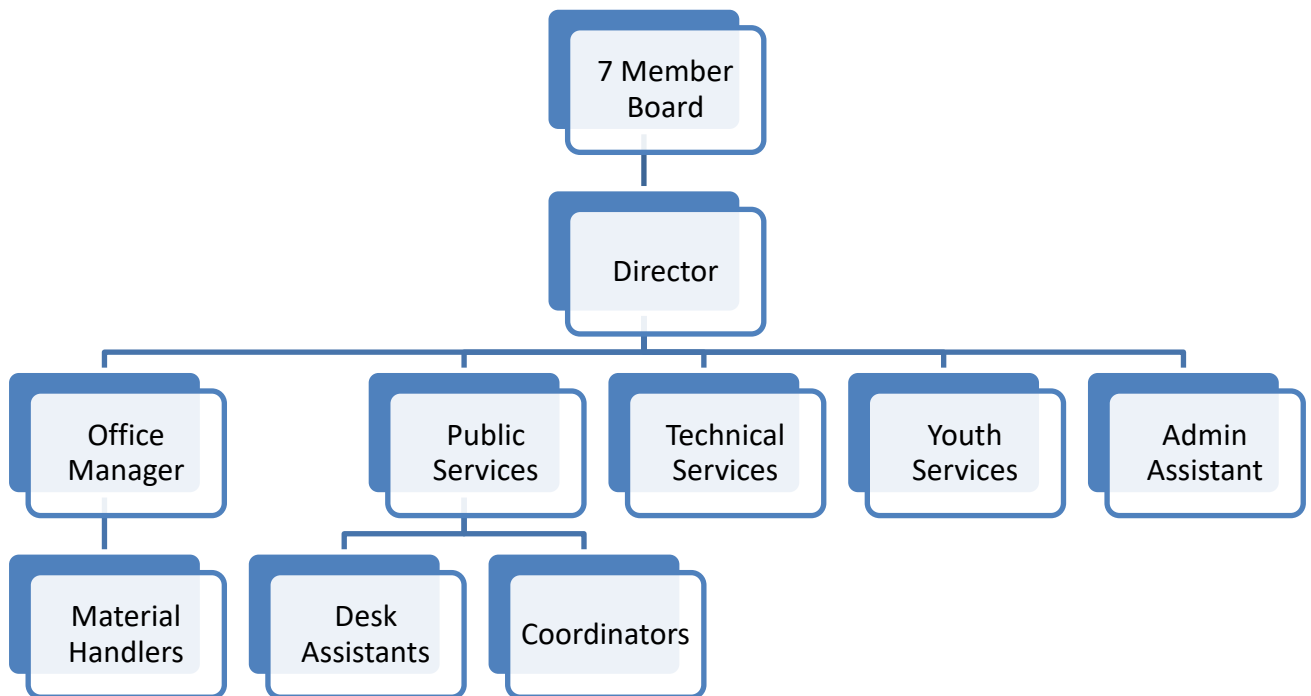 7 Member
Board
Director
Office
Manager
Public
Services
Technical
Services
Youth
Services
Admin
Assistant
Material
Handlers
Desk
Assistants
Coordinators